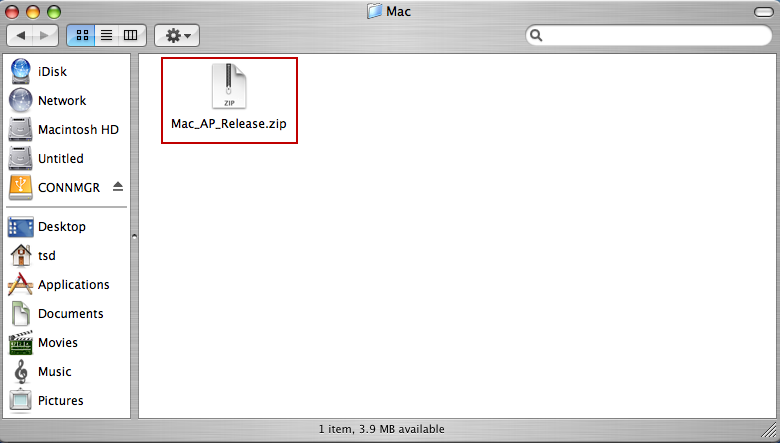 Mac
iDisk
Network
Macintosh HD
Untitled
CONNMGR
Desktop
tsd
Applications
Documents
Movies
Music
Pictures
ZIP
Mac_AP_Release.zip
1 item, 3.9 MB available